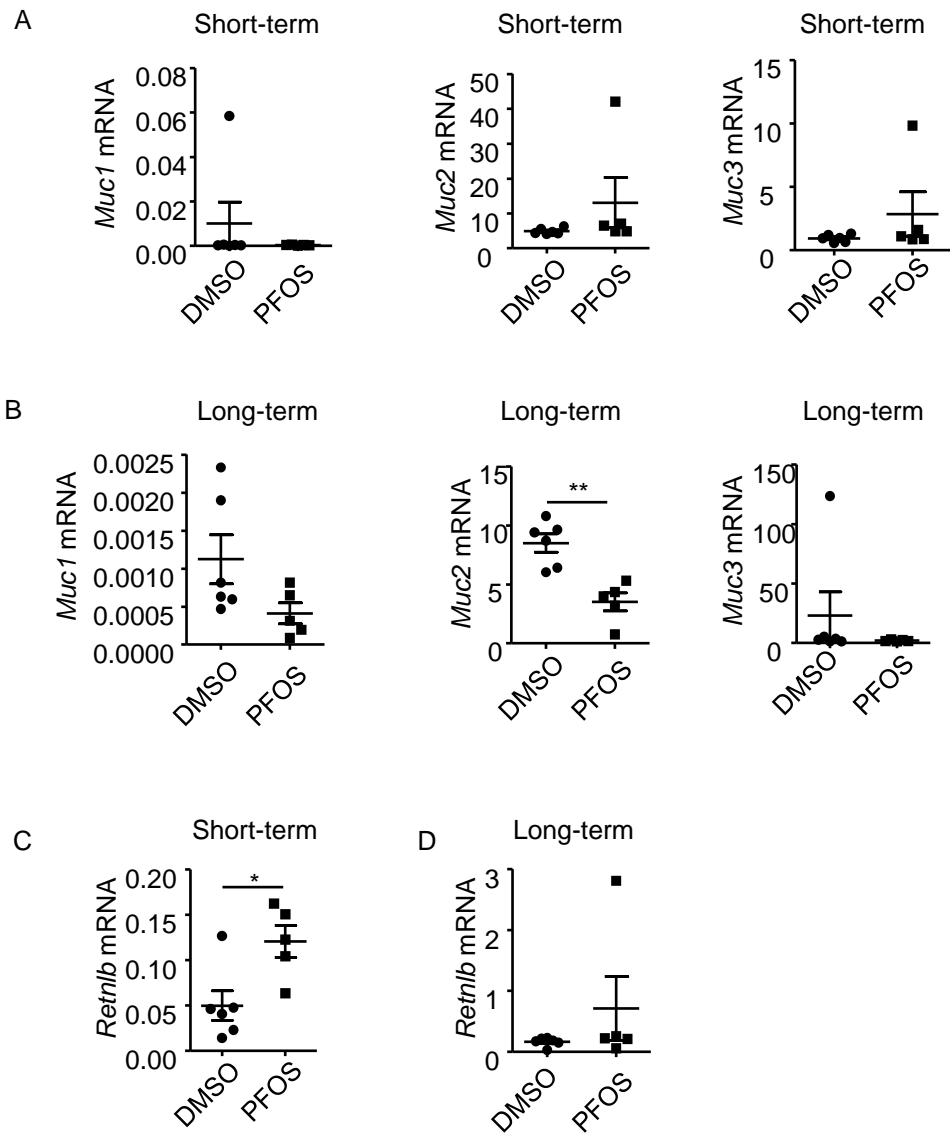 A
Short-term
Muc1 mRNA
0.08
0.06
0.04
0.02
0.00
DMSO
PFOS
Short-term
Muc2 mRNA
50
40
30
20
10
0
DMSO
PFOS
Short-term
Muc3 mRNA
15
10
5
0
DMSO
PFOS
B
Long-term
Muc1 mRNA
0.0025
0.0020
0.0015
0.0010
0.0005
0.0000
DMSO
PFOS
Long-term
Muc2 mRNA
15
10
5
0
**
DMSO
PFOS
Long-term
Muc3 mRNA
150
100
50
0
DMSO
PFOS
C
Short-term
Retnlb mRNA
0.20
0.15
0.10
0.05
0.00
*
DMSO
PFOS
D
Long-term
Retnlb mRNA
3
2
1
0
DMSO
PFOS